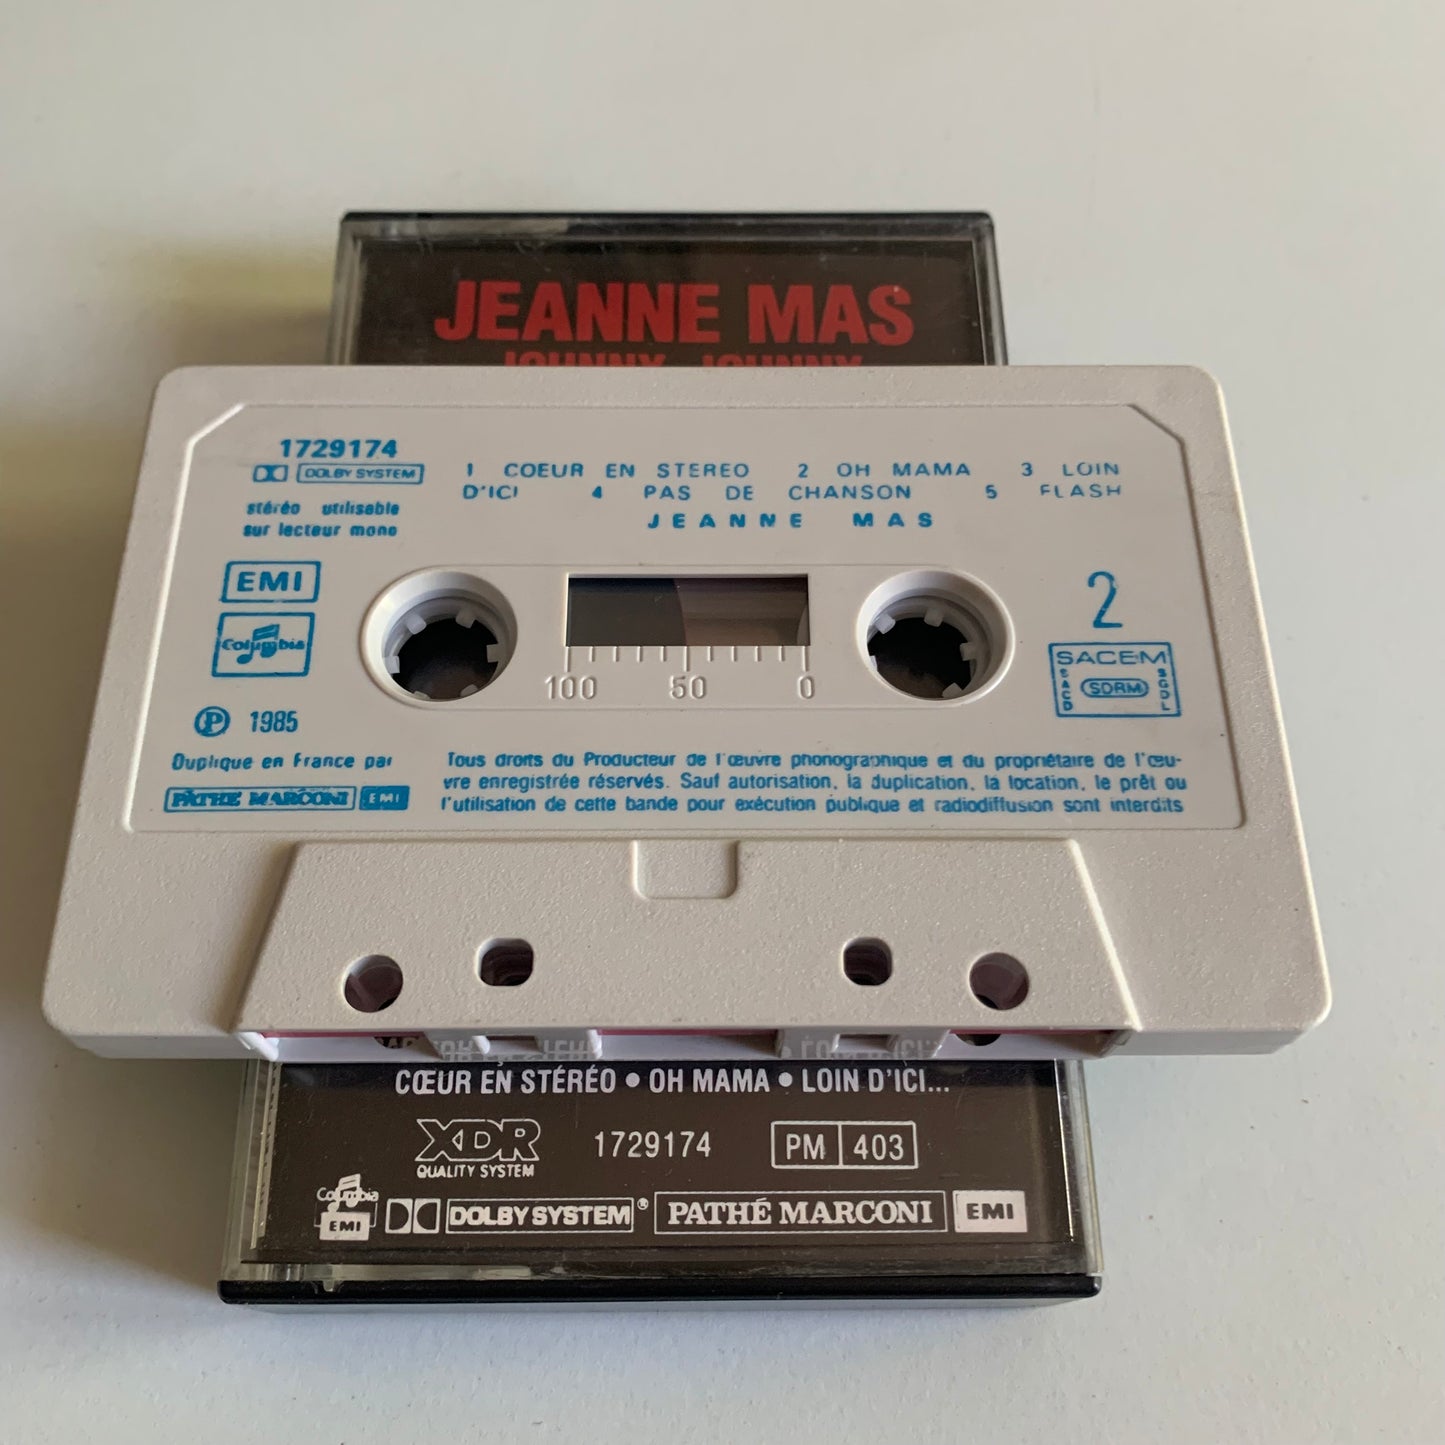 JEANNE MAS
JOHNNY, JOHNNY
1729174
DOLBY SYSTEM
stéréo utilisable
sur lecteur mono
1 COEUR EN STEREO 2 OH MAMA 3 LOIN
D'ICI 4 PAS DE CHANSON 5 FLASH
JEANNE MAS
EMI
Columbia
℗ 1985
100 50 0
2
SACEM
SACD SDRM SGDL
Duplique en France par
PATHÉ MARCONI EMI
Tous droits du Producteur de l'œuvre phonographique et du propriétaire de l'œu-
vre enregistrée réservés. Sauf autorisation, la duplication, la location, le prêt ou
l'utilisation de cette bande pour exécution publique et radiodiffusion sont interdits
CŒUR EN STÉRÉO • OH MAMA • LOIN D'ICI...
XDR
QUALITY SYSTEM
1729174
PM 403
Columbia
EMI
DOLBY SYSTEM®
PATHÉ MARCONI
EMI